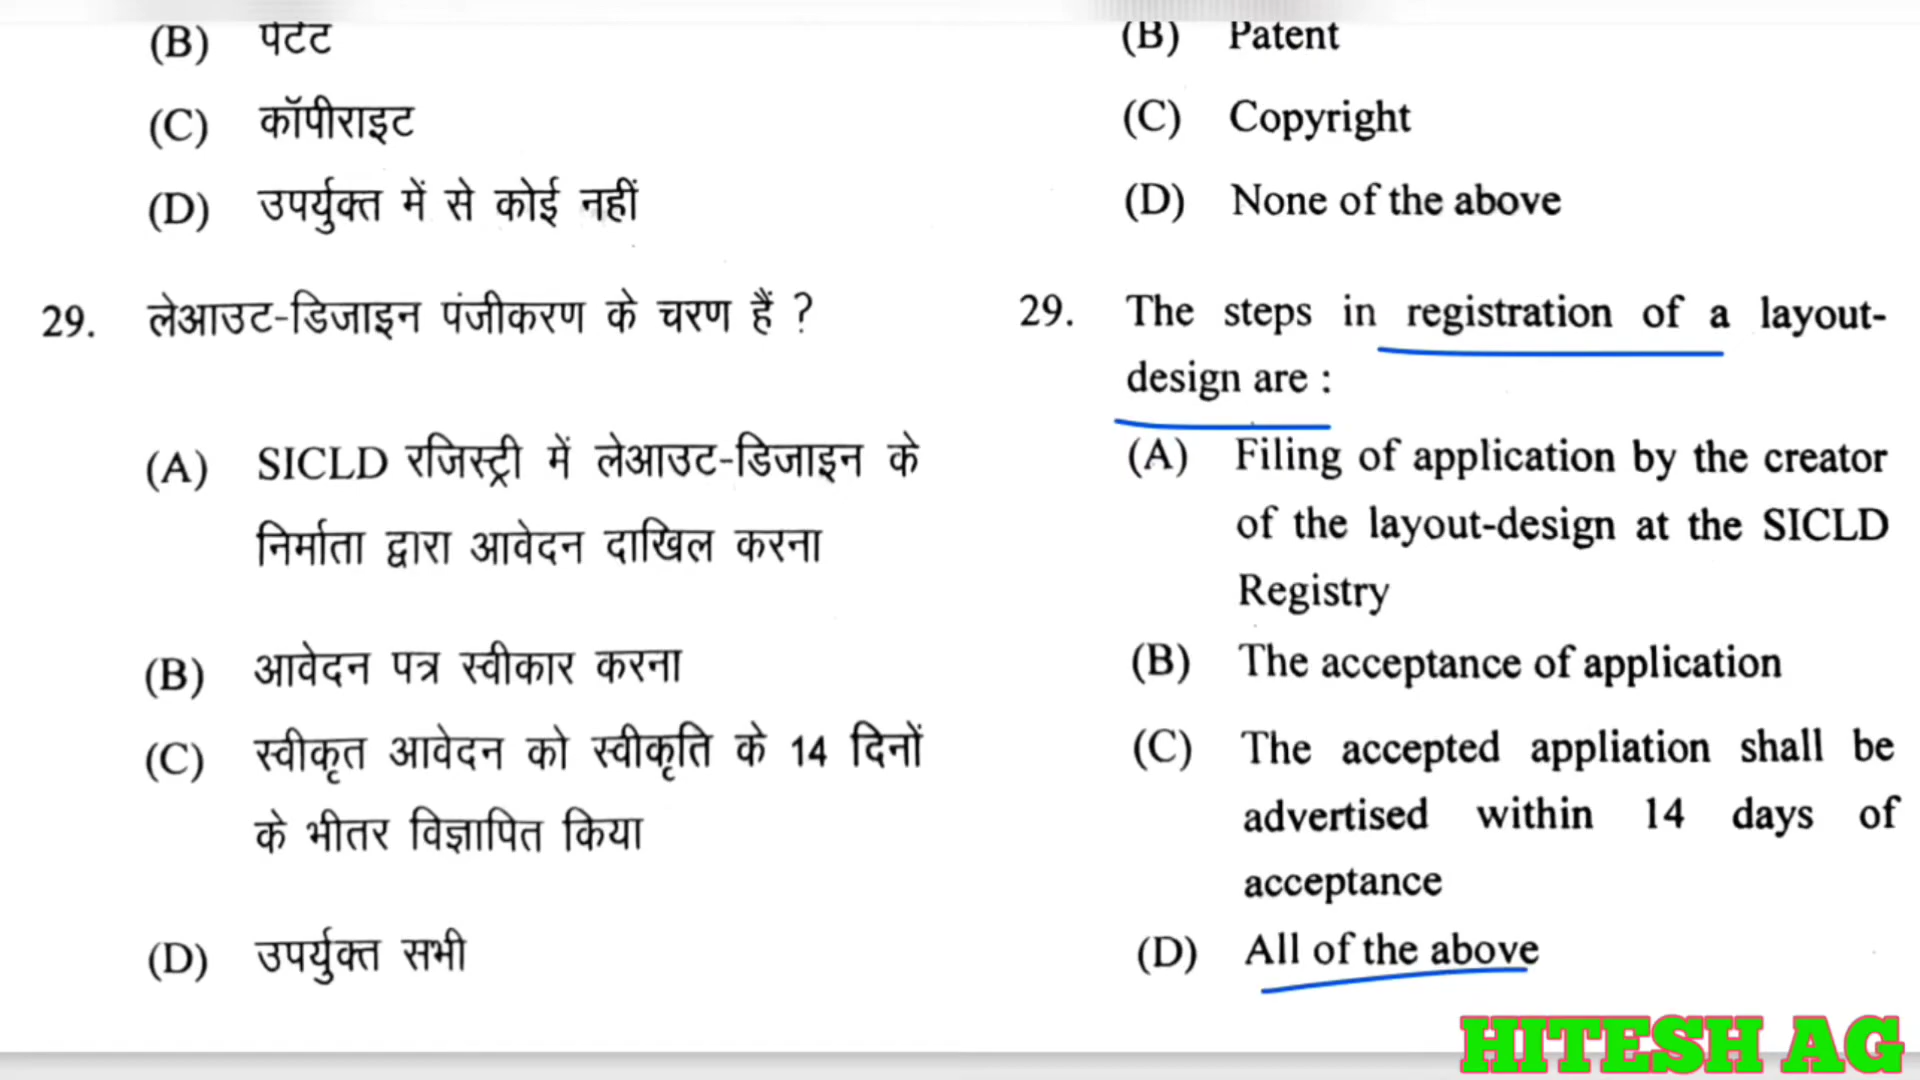 (B) पेटेंट
(C) कॉपीराइट
(D) उपर्युक्त में से कोई नहीं
29. लेआउट-डिजाइन पंजीकरण के चरण हैं ?
(A) SICLD रजिस्ट्री में लेआउट-डिजाइन के
निर्माता द्वारा आवेदन दाखिल करना
(B) आवेदन पत्र स्वीकार करना
(C) स्वीकृत आवेदन को स्वीकृति के 14 दिनों
के भीतर विज्ञापित किया
(D) उपर्युक्त सभी
(B) Patent
(C) Copyright
(D) None of the above
29. The steps in registration of a layout-
design are :
(A) Filing of application by the creator
of the layout-design at the SICLD
Registry
(B) The acceptance of application
(C) The accepted appliation shall be
advertised within 14 days of
acceptance
(D) All of the above
HITESH AG